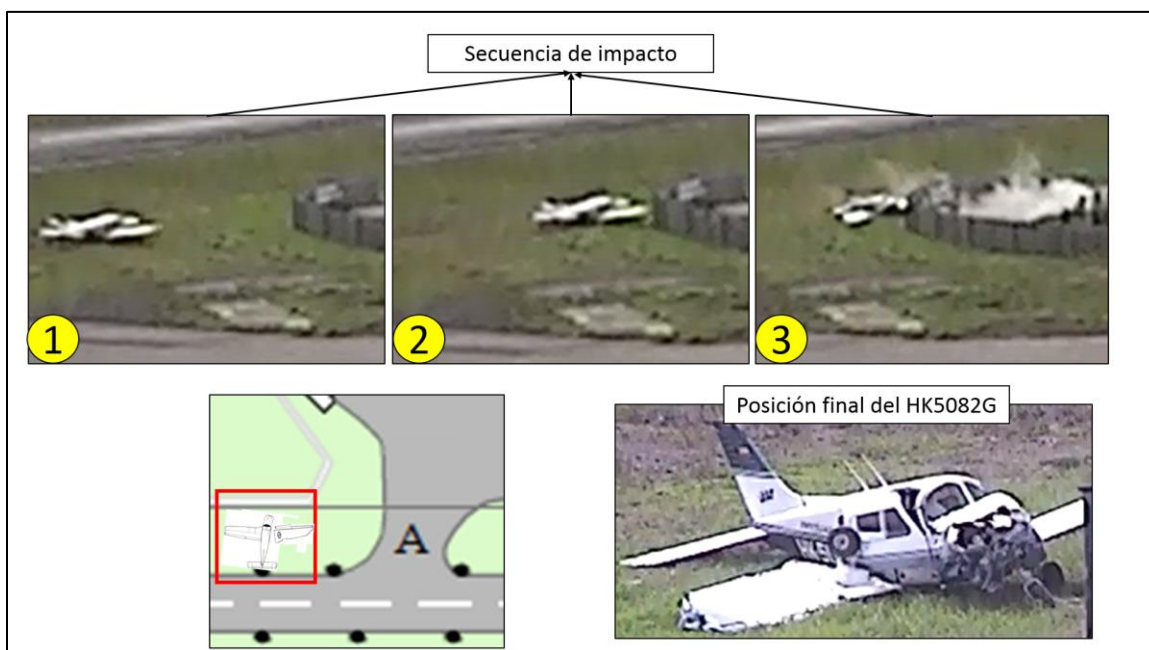 Secuencia de impacto
1
2
3
A
Posición final del HK5082G